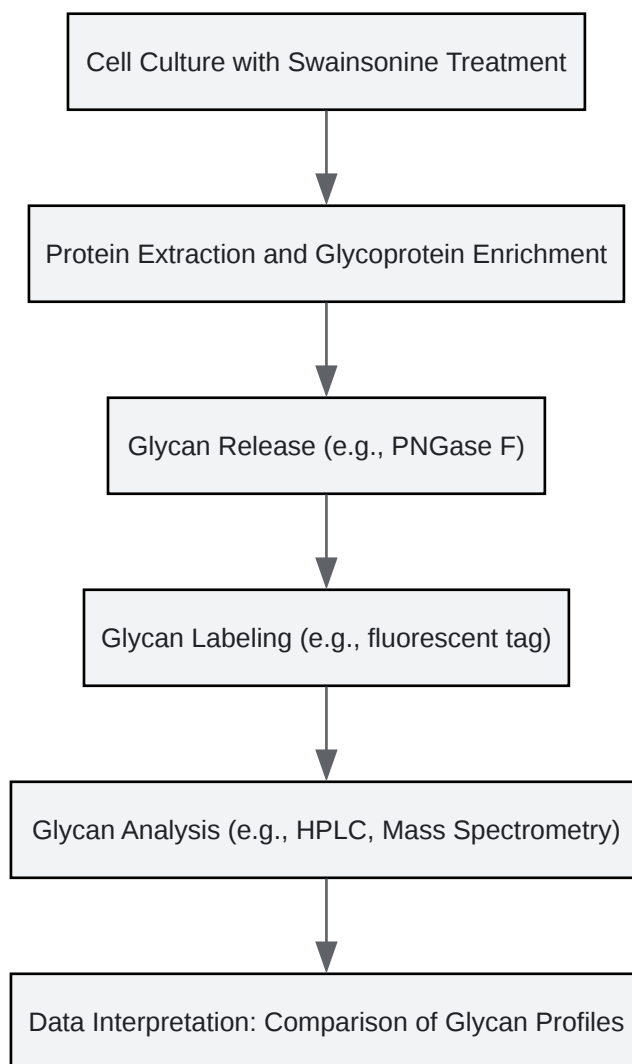 Cell Culture with Swainsonine Treatment
Protein Extraction and Glycoprotein Enrichment
Glycan Release (e.g., PNGase F)
Glycan Labeling (e.g., fluorescent tag)
Glycan Analysis (e.g., HPLC, Mass Spectrometry)
Data Interpretation: Comparison of Glycan Profiles